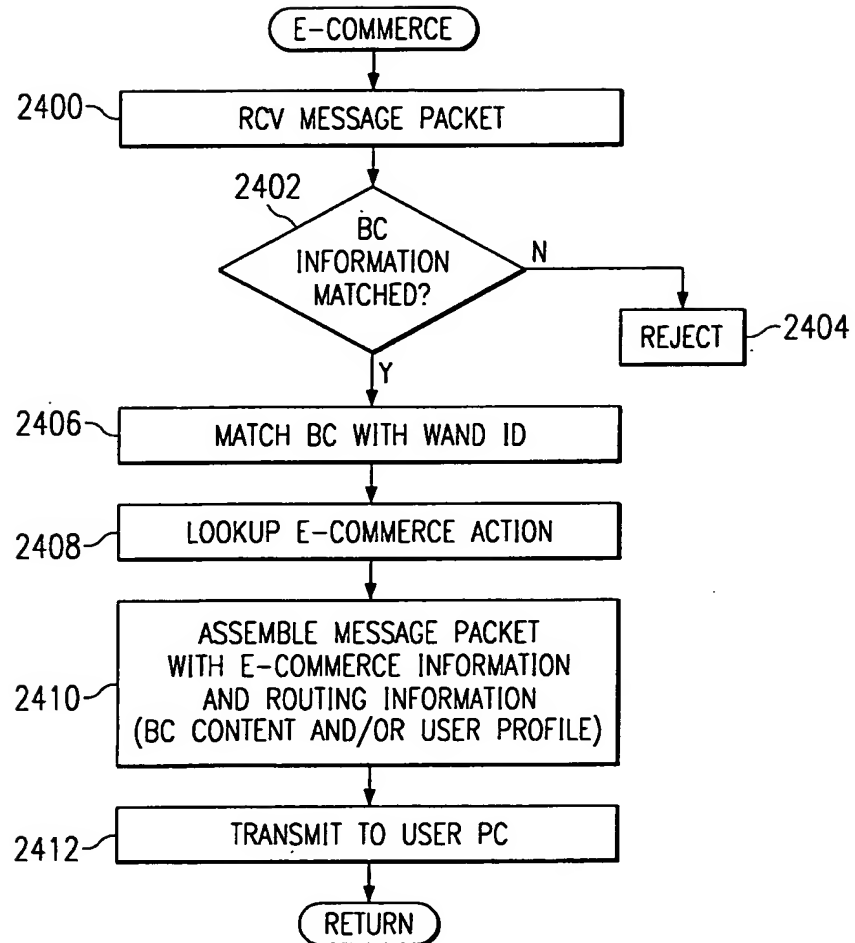 E-COMMERCE
2400
RCV MESSAGE PACKET
2402
BC
INFORMATION
MATCHED?
N
REJECT
2404
Y
2406
MATCH BC WITH WAND ID
2408
LOOKUP E-COMMERCE ACTION
2410
ASSEMBLE MESSAGE PACKET
WITH E-COMMERCE INFORMATION
AND ROUTING INFORMATION
(BC CONTENT AND/OR USER PROFILE)
2412
TRANSMIT TO USER PC
RETURN